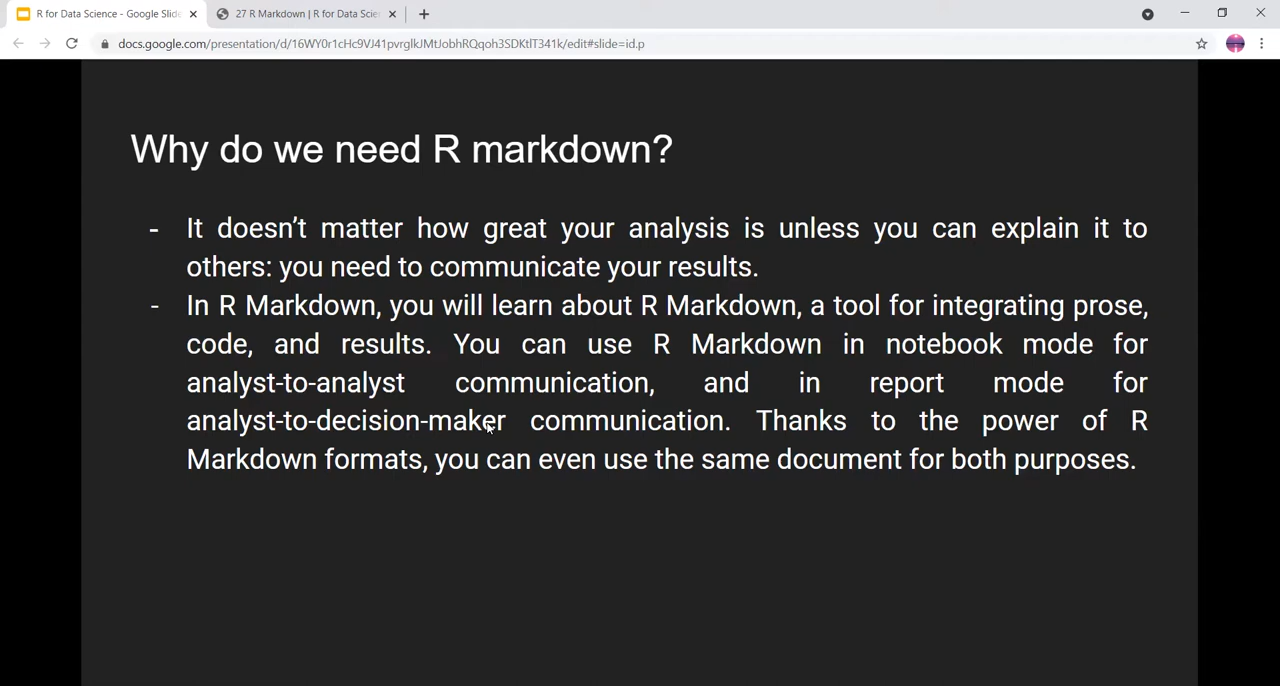 R for Data Science - Google Slide
27 R Markdown | R for Data Scie
docs.google.com/presentation/d/16WY0r1cHc9VJ41pvrglkJMtJobhRQqoh3SDKtlT341k/edit#slide=id.p
Why do we need R markdown?
- It doesn’t matter how great your analysis is unless you can explain it to
others: you need to communicate your results.
- In R Markdown, you will learn about R Markdown, a tool for integrating prose,
code, and results. You can use R Markdown in notebook mode for
analyst-to-analyst communication, and in report mode for
analyst-to-decision-maker communication. Thanks to the power of R
Markdown formats, you can even use the same document for both purposes.